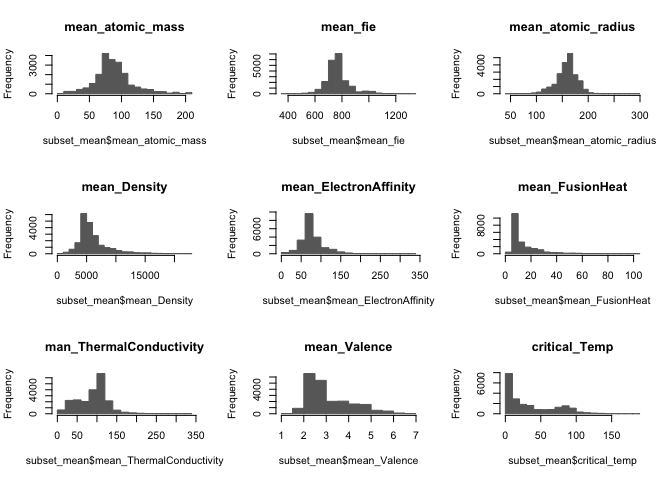 mean_atomic_mass
Frequency
0 3000
0 50 100 150 200
subset_mean$mean_atomic_mass
mean_fie
Frequency
0 5000
400 600 800 1000 1200
subset_mean$mean_fie
mean_atomic_radius
Frequency
0 4000
50 100 150 200 250 300
subset_mean$mean_atomic_radius
mean_Density
Frequency
0 4000
0 5000 15000
subset_mean$mean_Density
mean_ElectronAffinity
Frequency
0 6000
0 50 150 250 350
subset_mean$mean_ElectronAffinity
mean_FusionHeat
Frequency
0 8000
0 20 40 60 80 100
subset_mean$mean_FusionHeat
man_ThermalConductivity
Frequency
0 4000
0 50 150 250 350
subset_mean$mean_ThermalConductivity
mean_Valence
Frequency
0 4000
1 2 3 4 5 6 7
subset_mean$mean_Valence
critical_Temp
Frequency
0 6000
0 50 100 150
subset_mean$critical_temp